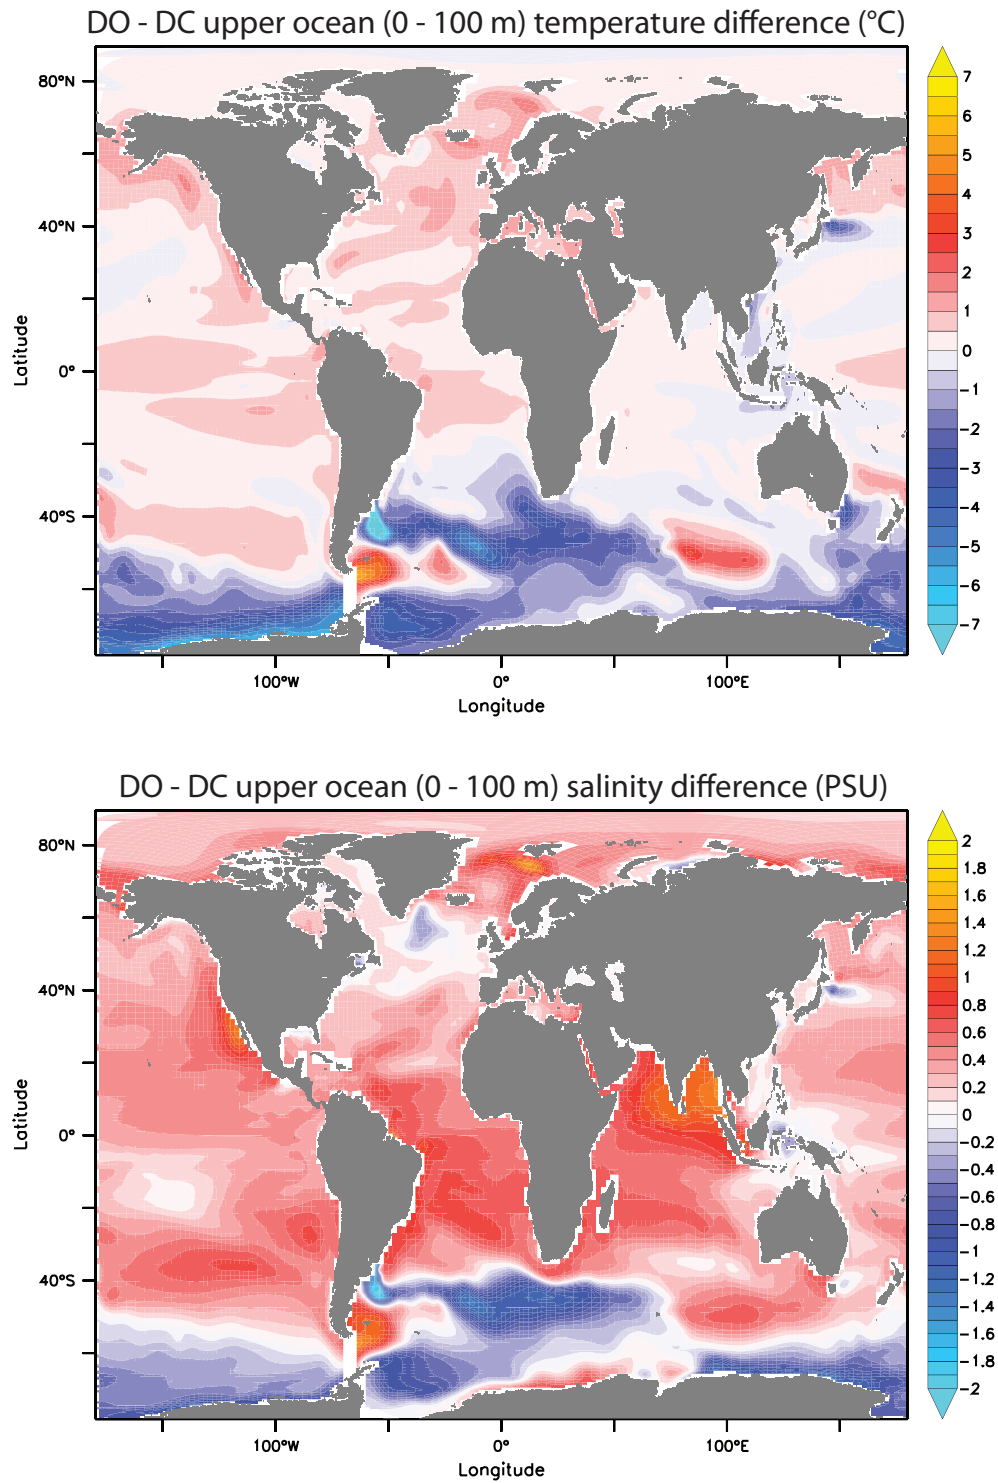 DO - DC upper ocean (0 - 100 m) temperature difference (°C)
80°N
40°N
0°
40°S
Latitude
100°W
0°
100°E
Longitude
7
6
5
4
3
2
1
0
-1
-2
-3
-4
-5
-6
-7
DO - DC upper ocean (0 - 100 m) salinity difference (PSU)
80°N
40°N
0°
40°S
Latitude
100°W
0°
100°E
Longitude
2
1.8
1.6
1.4
1.2
1
0.8
0.6
0.4
0.2
0
-0.2
-0.4
-0.6
-0.8
-1
-1.2
-1.4
-1.6
-1.8
-2